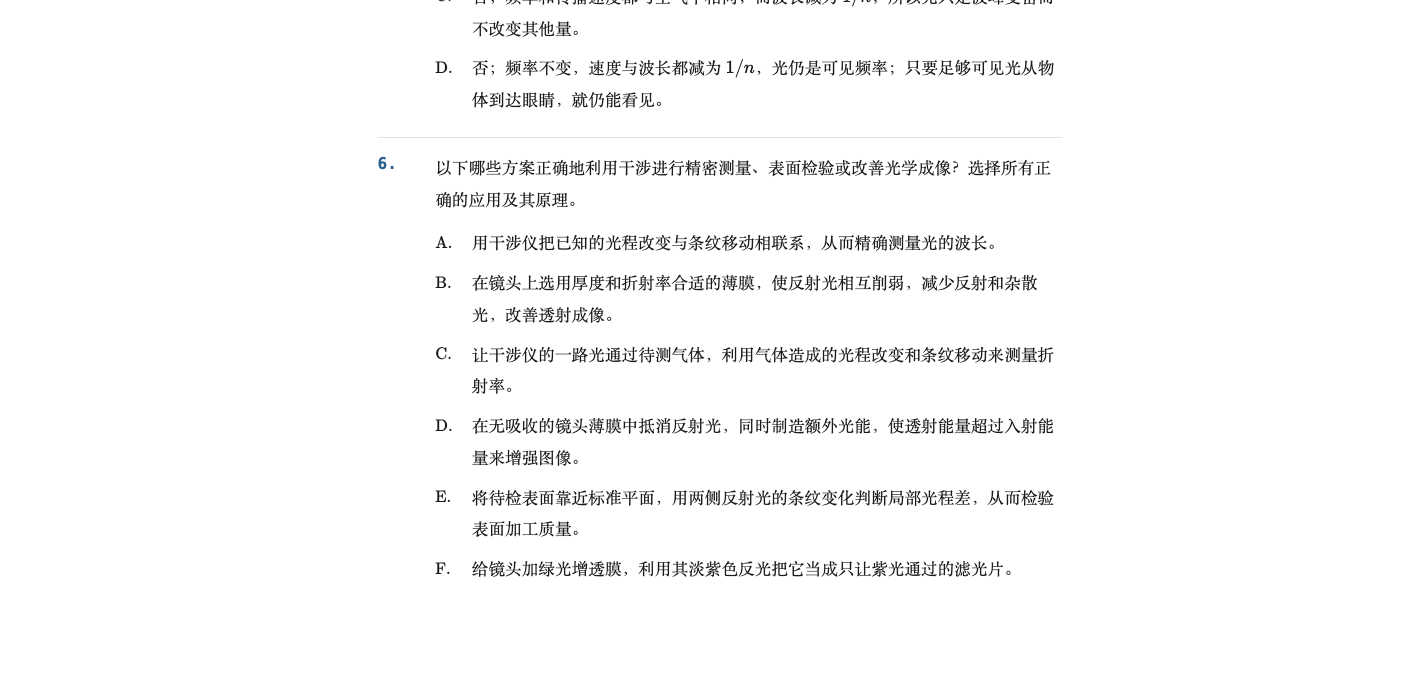 不改变其他量。
D. 否；频率不变，速度与波长都减为 1/n，光仍是可见频率；只要足够可见光从物
体到达眼睛，就仍能看见。
6. 以下哪些方案正确地利用干涉进行精密测量、表面检验或改善光学成像？选择所有正
确的应用及其原理。
A. 用干涉仪把已知的光程改变与条纹移动相联系，从而精确测量光的波长。
B. 在镜头上选用厚度和折射率合适的薄膜，使反射光相互削弱，减少反射和杂散
光，改善透射成像。
C. 让干涉仪的一路光通过待测气体，利用气体造成的光程改变和条纹移动来测量折
射率。
D. 在无吸收的镜头薄膜中抵消反射光，同时制造额外光能，使透射能量超过入射能
量来增强图像。
E. 将待检表面靠近标准平面，用两侧反射光的条纹变化判断局部光程差，从而检验
表面加工质量。
F. 给镜头加绿光增透膜，利用其淡紫色反光把它当成只让紫光通过的滤光片。